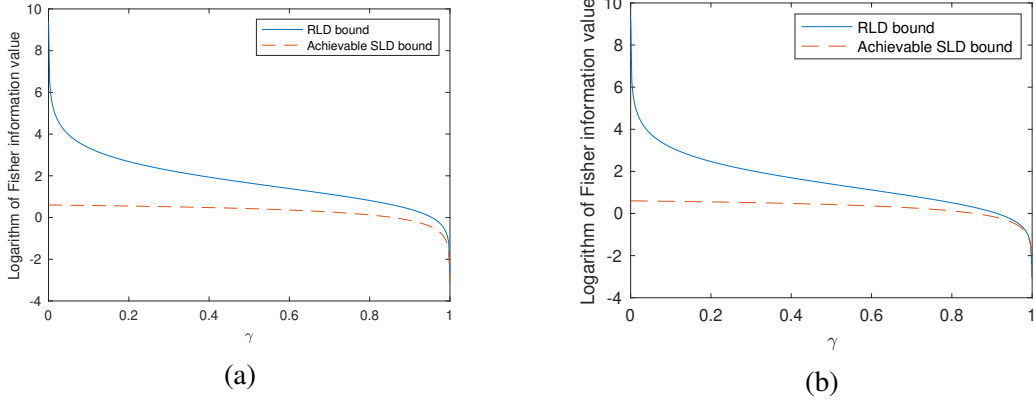 10
8
6
4
2
0
-2
-4
Logarithm of Fisher information value
RLD bound
Achievable SLD bound
0
0.2
0.4
0.6
0.8
1
γ
(a)
10
8
6
4
2
0
-2
-4
Logarithm of Fisher information value
RLD bound
Achievable SLD bound
0
0.2
0.4
0.6
0.8
1
γ
(b)